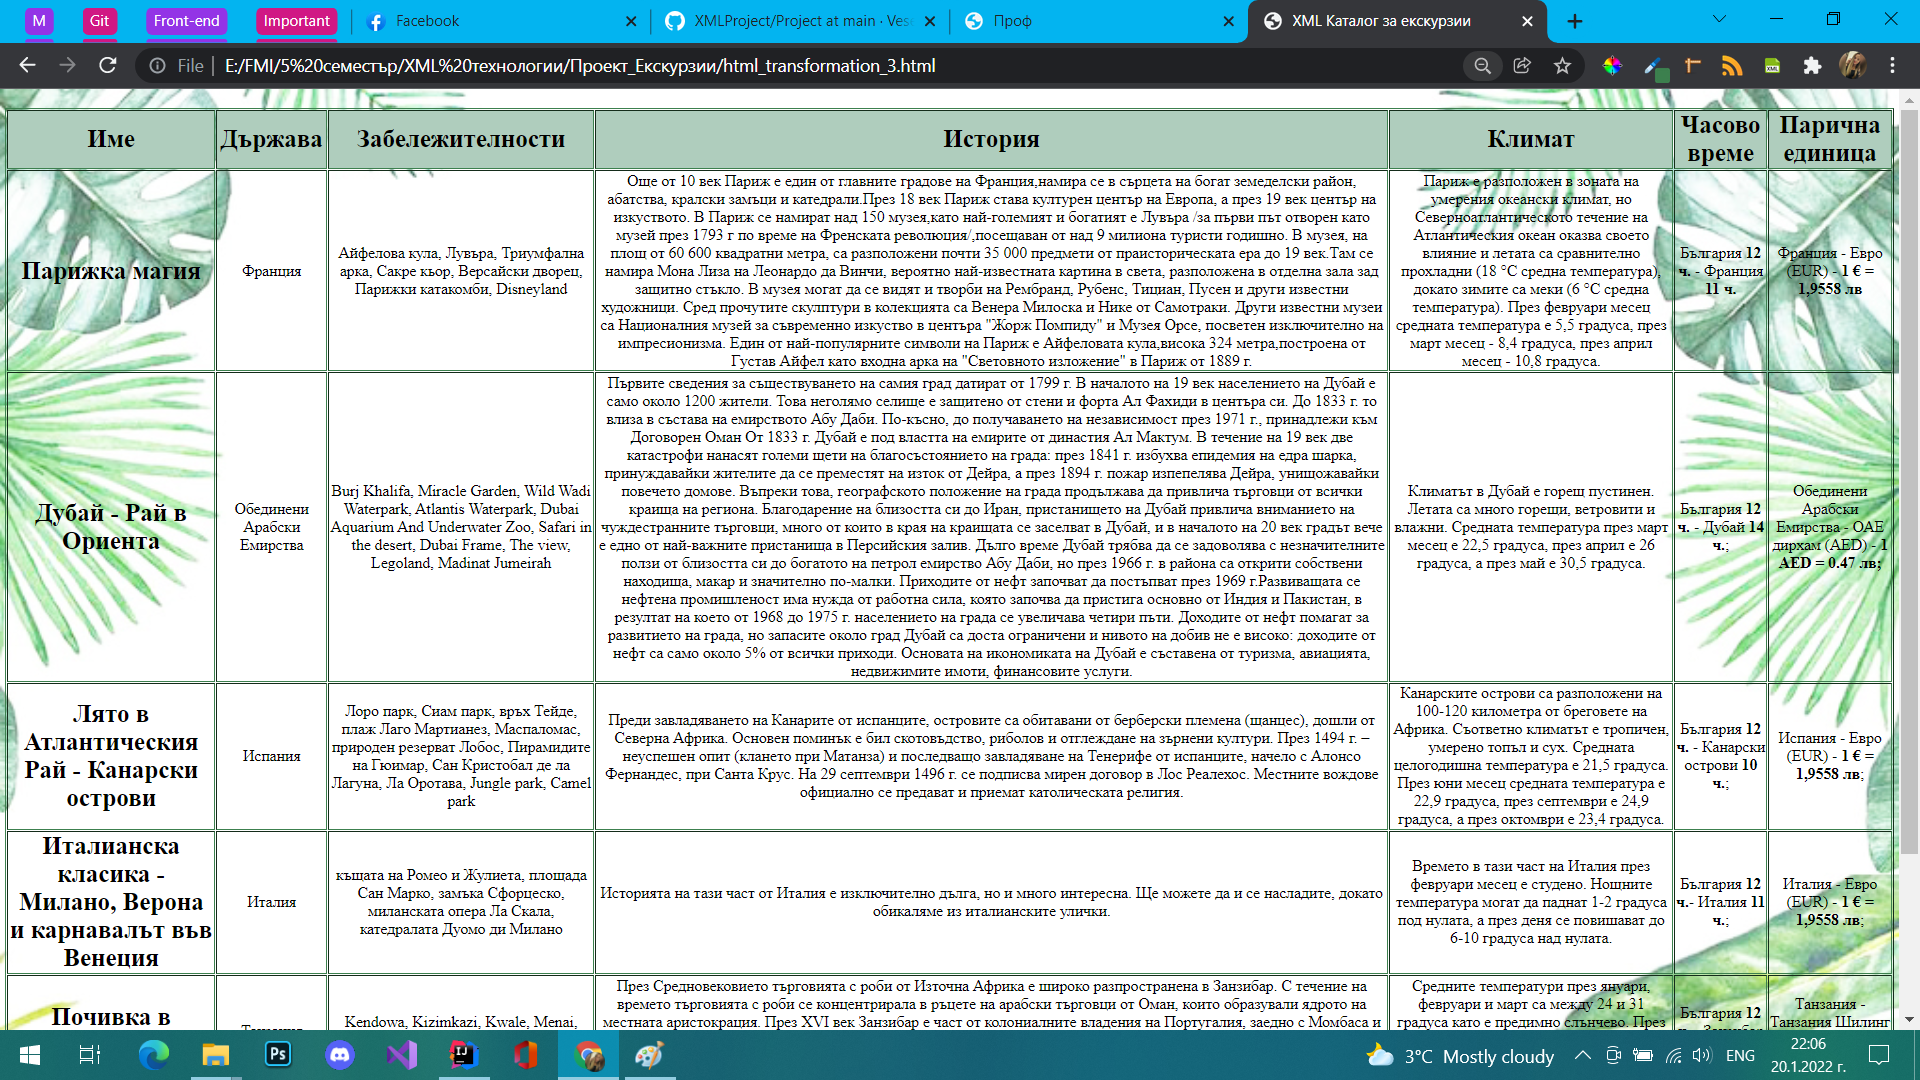 M
Git
Front-end
Important
Facebook
XMLProject/Project at main · Vese
Проф
XML Каталог за екскурзии
File
E:/FMI/5%20семестър/XML%20технологии/Проект_Екскурзии/html_transformation_3.html
Име
Държава
Забележителности
История
Климат
Часово
време
Парична
единица
Парижка магия
Франция
Айфелова кула, Лувъра, Триумфална
арка, Сакре кьор, Версайски дворец,
Парижки катакомби, Disneyland
Още от 10 век Париж е един от главните градове на Франция,намира се в сърцета на богат земеделски район,
абатства, кралски замъци и катедрали.През 18 век Париж става културен център на Европа, а през 19 век център на
изкуството. В Париж се намират над 150 музея,като най-големият и богатият е Лувъра /за първи път отворен като
музей през 1793 г по време на Френската революция/,посещаван от над 9 милиона туристи годишно. В музея, на
площ от 60 600 квадратни метра, са разположени почти 35 000 предмети от праисторическата ера до 19 век.Там се
намира Мона Лиза на Леонардо да Винчи, вероятно най-известната картина в света, разположена в отделна зала зад
защитно стъкло. В музея могат да се видят и творби на Рембранд, Рубенс, Тициан, Пусен и други известни
художници. Сред прочутите скулптури в колекцията са Венера Милоска и Нике от Самотраки. Други известни музеи
са Националния музей за съвременно изкуство в центъра "Жорж Помпиду" и Музея Орсе, посветен изключително на
импресионизма. Един от най-популярните символи на Париж е Айфеловата кула,висока 324 метра,построена от
Густав Айфел като входна арка на "Световното изложение" в Париж от 1889 г.
Париж е разположен в зоната на
умерения океански климат, но
Северноатлантическото течение на
Атлантическия океан оказва своето
влияние и летата са сравнително
прохладни (18 °C средна температура),
докато зимите са меки (6 °C средна
температура). През февруари месец
средната температура е 5,5 градуса, през
март месец - 8,4 градуса, през април
месец - 10,8 градуса.
България 12
ч. - Франция
11 ч.
Франция - Евро
(EUR) - 1 € =
1,9558 лв
Дубай - Рай в
Ориента
Обединени
Арабски
Емирства
Burj Khalifa, Miracle Garden, Wild Wadi
Waterpark, Atlantis Waterpark, Dubai
Aquarium And Underwater Zoo, Safari in
the desert, Dubai Frame, The view,
Legoland, Madinat Jumeirah
Първите сведения за съществуването на самия град датират от 1799 г. В началото на 19 век населението на Дубай е
само около 1200 жители. Това неголямо селище е защитено от стени и форта Ал Фахиди в центъра си. До 1833 г. то
влиза в състава на емирството Абу Даби. По-късно, до получаването на независимост през 1971 г., принадлежи към
Договорен Оман От 1833 г. Дубай е под властта на емирите от династия Ал Мактум. В течение на 19 век две
катастрофи нанасят големи щети на благосъстоянието на града: през 1841 г. избухва епидемия на едра шарка,
принуждавайки жителите да се преместят на изток от Дейра, а през 1894 г. пожар изпепелява Дейра, унищожавайки
повечето домове. Въпреки това, географското положение на града продължава да привлича търговци от всички
краища на региона. Благодарение на близостта си до Иран, пристанището на Дубай привлича вниманието на
чуждестранните търговци, много от които в края на краищата се заселват в Дубай, и в началото на 20 век градът вече
е едно от най-важните пристанища в Персийския залив. Дълго време Дубай трябва да се задоволява с незначителните
ползи от близостта си до богатото на петрол емирство Абу Даби, но през 1966 г. в района са открити собствени
находища, макар и значително по-малки. Приходите от нефт започват да постъпват през 1969 г.Развиващата се
нефтена промишленост има нужда от работна сила, която започва да пристига основно от Индия и Пакистан, в
резултат на което от 1968 до 1975 г. населението на града се увеличава четири пъти. Доходите от нефт помагат за
развитието на града, но запасите около град Дубай са доста ограничени и нивото на добив не е високо: доходите от
нефт са само около 5% от всички приходи. Основата на икономиката на Дубай е съставена от туризма, авиацията,
недвижимите имоти, финансовите услуги.
Климатът в Дубай е горещ пустинен.
Летата са много горещи, ветровити и
влажни. Средната температура през март
месец е 22,5 градуса, през април е 26
градуса, а през май е 30,5 градуса.
България 12
ч. - Дубай 14
ч.;
Обединени
Арабски
Емирства - ОАЕ
дирхам (AED) - 1
AED = 0.47 лв;
Лято в
Атлантическия
Рай - Канарски
острови
Испания
Лоро парк, Сиам парк, връх Тейде,
плаж Лаго Мартианез, Маспаломас,
природен резерват Лобос, Пирамидите
на Гюимар, Сан Кристобал де ла
Лагуна, Ла Оротава, Jungle park, Camel
park
Преди завладяването на Канарите от испанците, островите са обитавани от берберски племена (щанцес), дошли от
Северна Африка. Основен поминък е бил скотовъдство, риболов и отглеждане на зърнени култури. През 1494 г. –
неуспешен опит (клането при Матанза) и последващо завладяване на Тенерифе от испанците, начело с Алонсо
Фернандес, при Санта Крус. На 29 септември 1496 г. се подписва мирен договор в Лос Реалехос. Местните вождове
официално се предават и приемат католическата религия.
Канарските острови са разположени на
100-120 километра от бреговете на
Африка. Съответно климатът е тропичен,
умерено топъл и сух. Средната
целогодишна температура е 21,5 градуса.
През юни месец средната температура е
22,9 градуса, през септември е 24,9
градуса, а през октомври е 23,4 градуса.
България 12
ч. - Канарски
острови 10
ч.;
Испания - Евро
(EUR) - 1 € =
1,9558 лв;
Италианска
класика -
Милано, Верона
и карнавалът във
Венеция
Италия
къщата на Ромео и Жулиета, площада
Сан Марко, замъка Сфорцеско,
миланската опера Ла Скала,
катедралата Дуомо ди Милано
Историята на тази част от Италия е изключително дълга, но и много интересна. Ще можете да и се насладите, докато
обикаляме из италианските улички.
Времето в тази част на Италия през
февруари месец е студено. Нощните
температура могат да паднат 1-2 градуса
под нулата, а през деня се повишават до
6-10 градуса над нулата.
България 12
ч.- Италия 11
ч.;
Италия - Евро
(EUR) - 1 € =
1,9558 лв;
Почивка в
Kendowa, Kizimkazi, Kwale, Menai,
През Средновековието търговията с роби от Източна Африка е широко разпространена в Занзибар. С течение на
времето търговията с роби се концентрирала в ръцете на арабски търговци от Оман, които образували ядрото на
местната аристокрация. През XVI век Занзибар е част от колониалните владения на Португалия, заедно с Момбаса и
Средните температури през януари,
февруари и март са между 24 и 31
градуса като е предимно слънчево. През
България 12
Танзания -
Танзания Шилинг
3°C Mostly cloudy
ENG
22:06
20.1.2022 г.